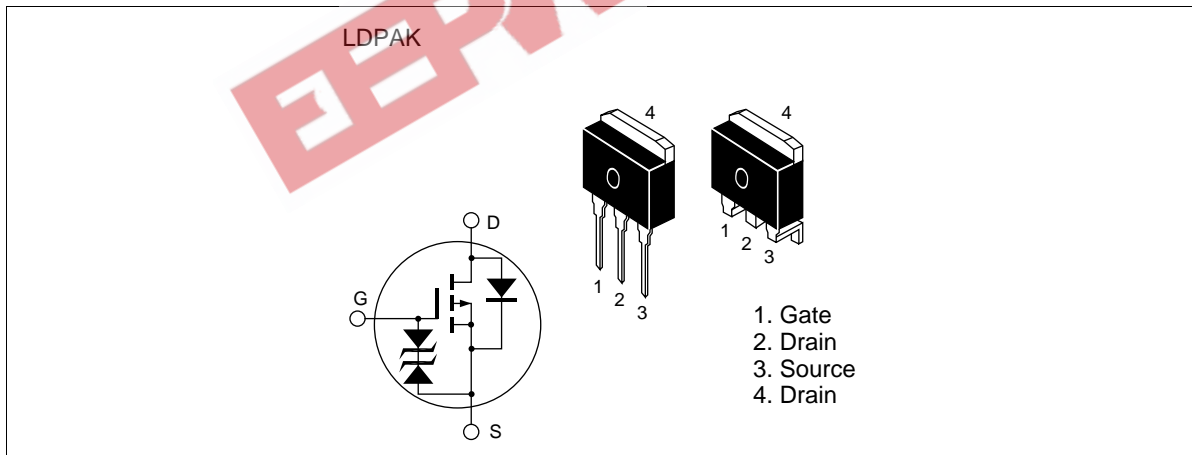 LDPAK
4
4
1
2
3
1
2
3
D
G
S
1. Gate
2. Drain
3. Source
4. Drain